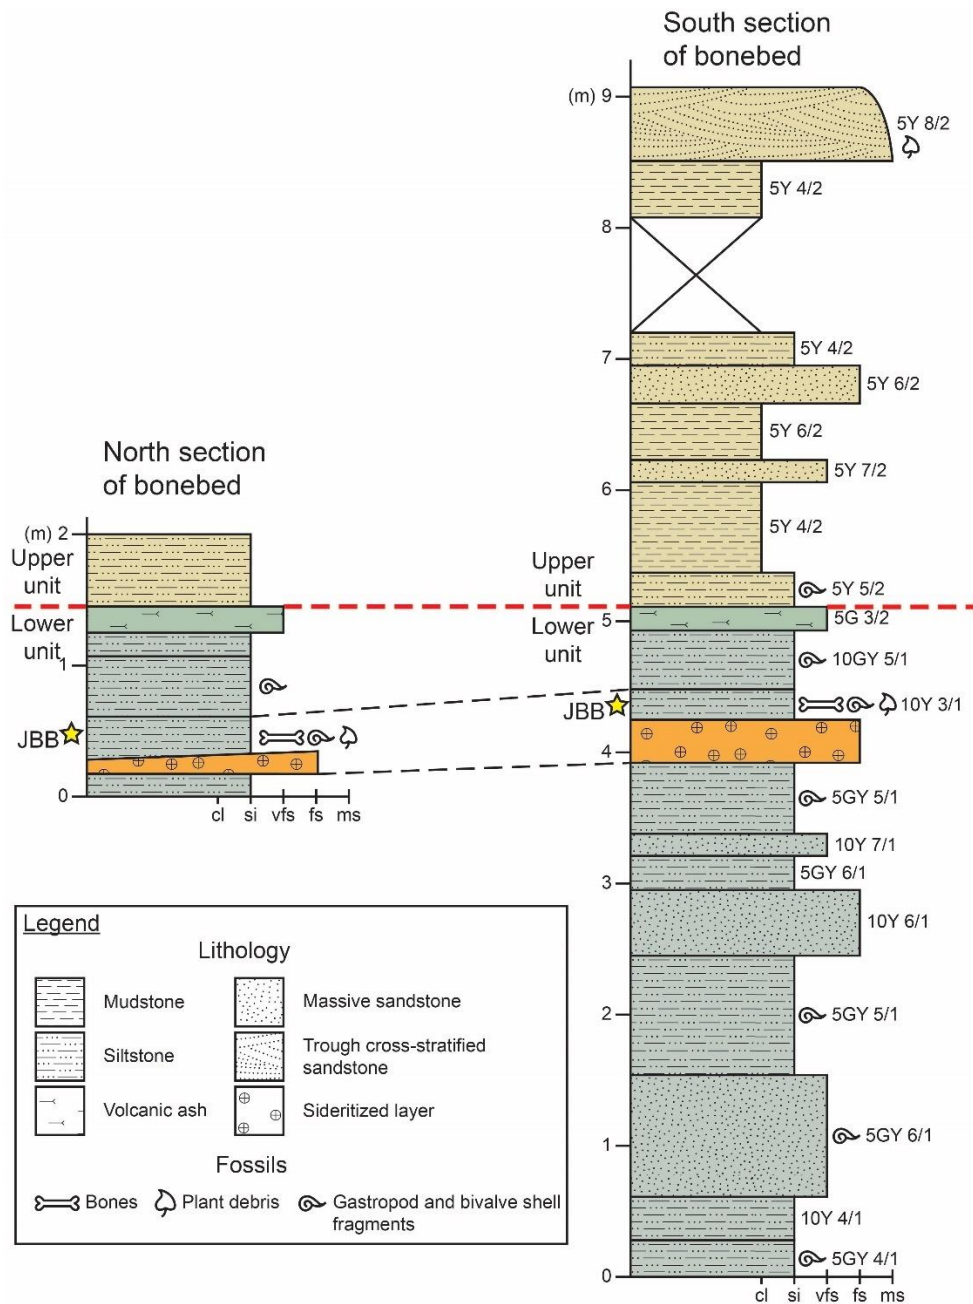 South section
of bonebed
(m) 9
5Y 8/2
5Y 4/2
8
7
5Y 4/2
5Y 6/2
5Y 6/2
5Y 7/2
6
5Y 4/2
Upper
unit
5Y 5/2
5G 3/2
5
Lower
unit
10GY 5/1
JBB
10Y 3/1
4
5GY 5/1
10Y 7/1
3
5GY 6/1
10Y 6/1
2
5GY 5/1
1
5GY 6/1
10Y 4/1
5GY 4/1
0
cl si vfs fs ms
North section
of bonebed
(m) 2
Upper
unit
Lower
unit
1
JBB
0
cl si vfs fs ms
Legend
Lithology
Mudstone
Massive sandstone
Siltstone
Trough cross-stratified
sandstone
Volcanic ash
Sideritized layer
Fossils
Bones
Plant debris
Gastropod and bivalve shell
fragments